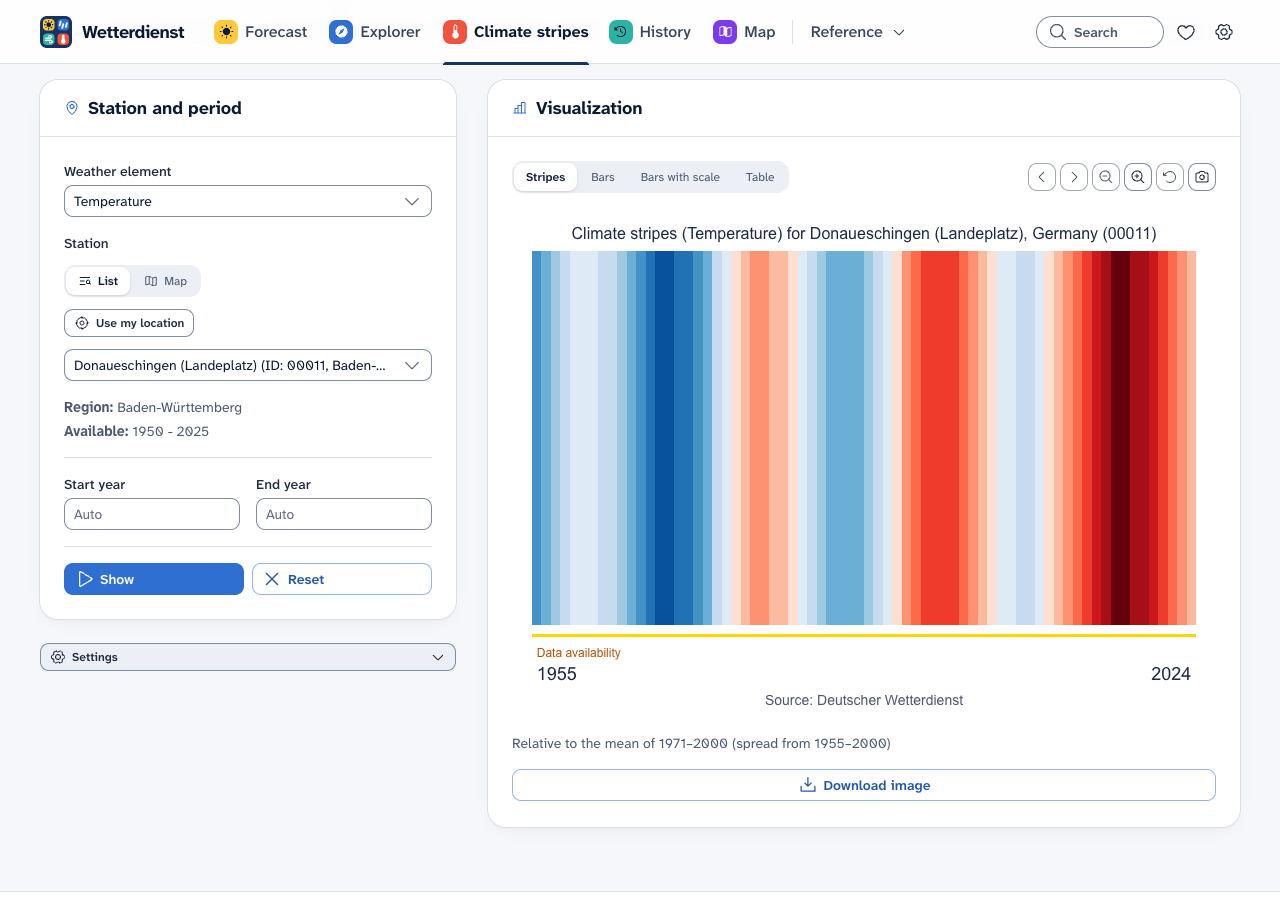 Wetterdienst
Forecast
Explorer
Climate stripes
History
Map
Reference
Search
Station and period
Weather element
Temperature
Station
List
Map
Use my location
Donaueschingen (Landeplatz) (ID: 00011, Baden-...
Region: Baden-Württemberg
Available: 1950 - 2025
Start year
End year
Auto
Auto
Show
Reset
Settings
Visualization
Stripes
Bars
Bars with scale
Table
Climate stripes (Temperature) for Donaueschingen (Landeplatz), Germany (00011)
Data availability
1955
2024
Source: Deutscher Wetterdienst
Relative to the mean of 1971–2000 (spread from 1955–2000)
Download image